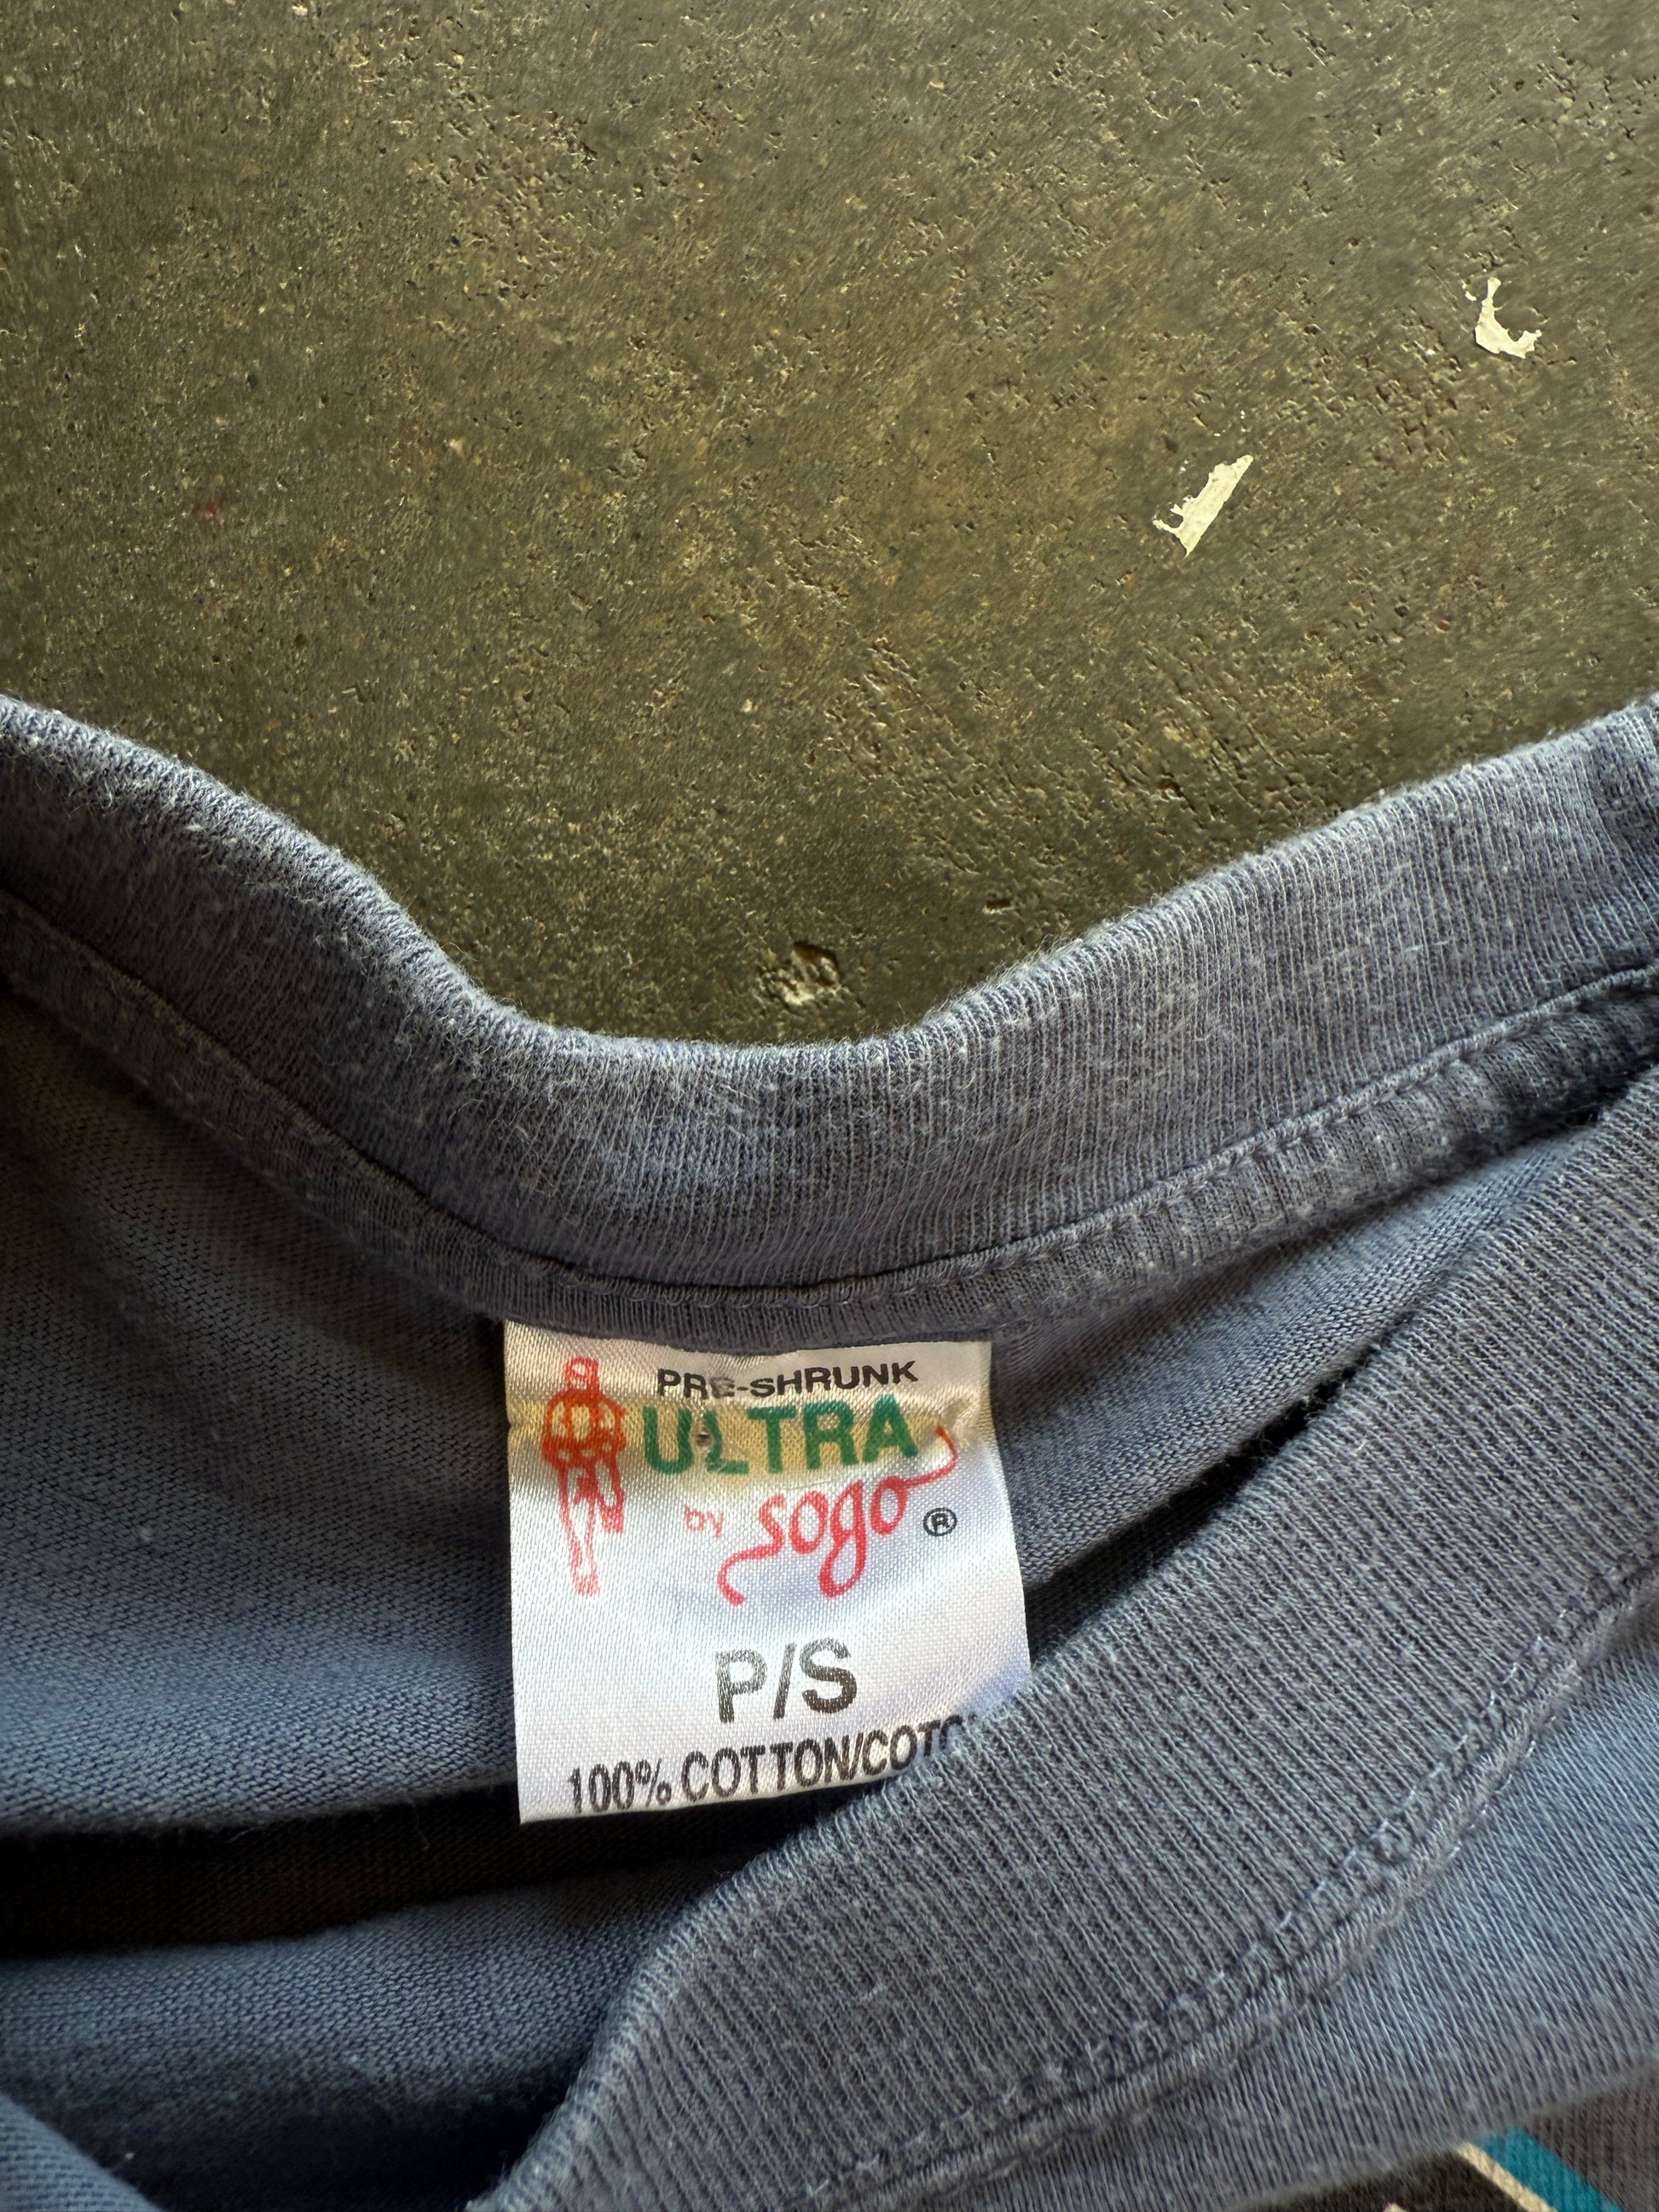 PRE-SHRUNK
ULTRA
by sogo ®
P/S
100% COTTON/COTO